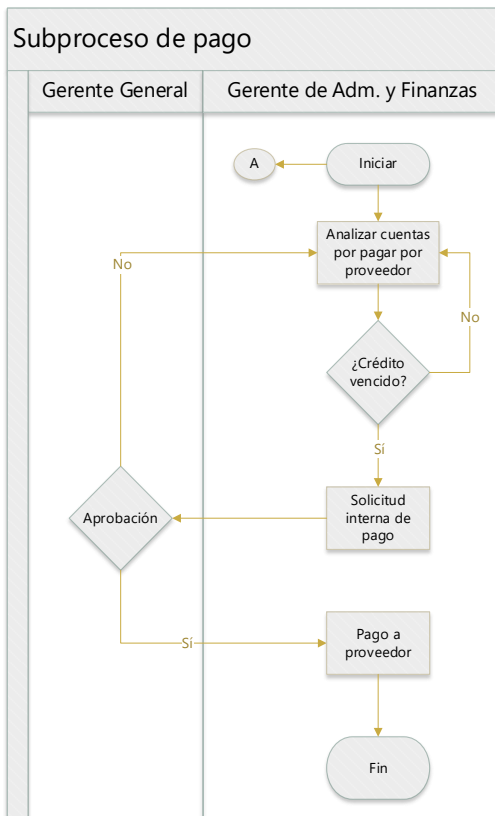 Subproceso de pago
Gerente General
Gerente de Adm. y Finanzas
A
Iniciar
Analizar cuentas
por pagar por
proveedor
No
No
¿Crédito
vencido?
Sí
Aprobación
Solicitud
interna de
pago
Sí
Pago a
proveedor
Fin